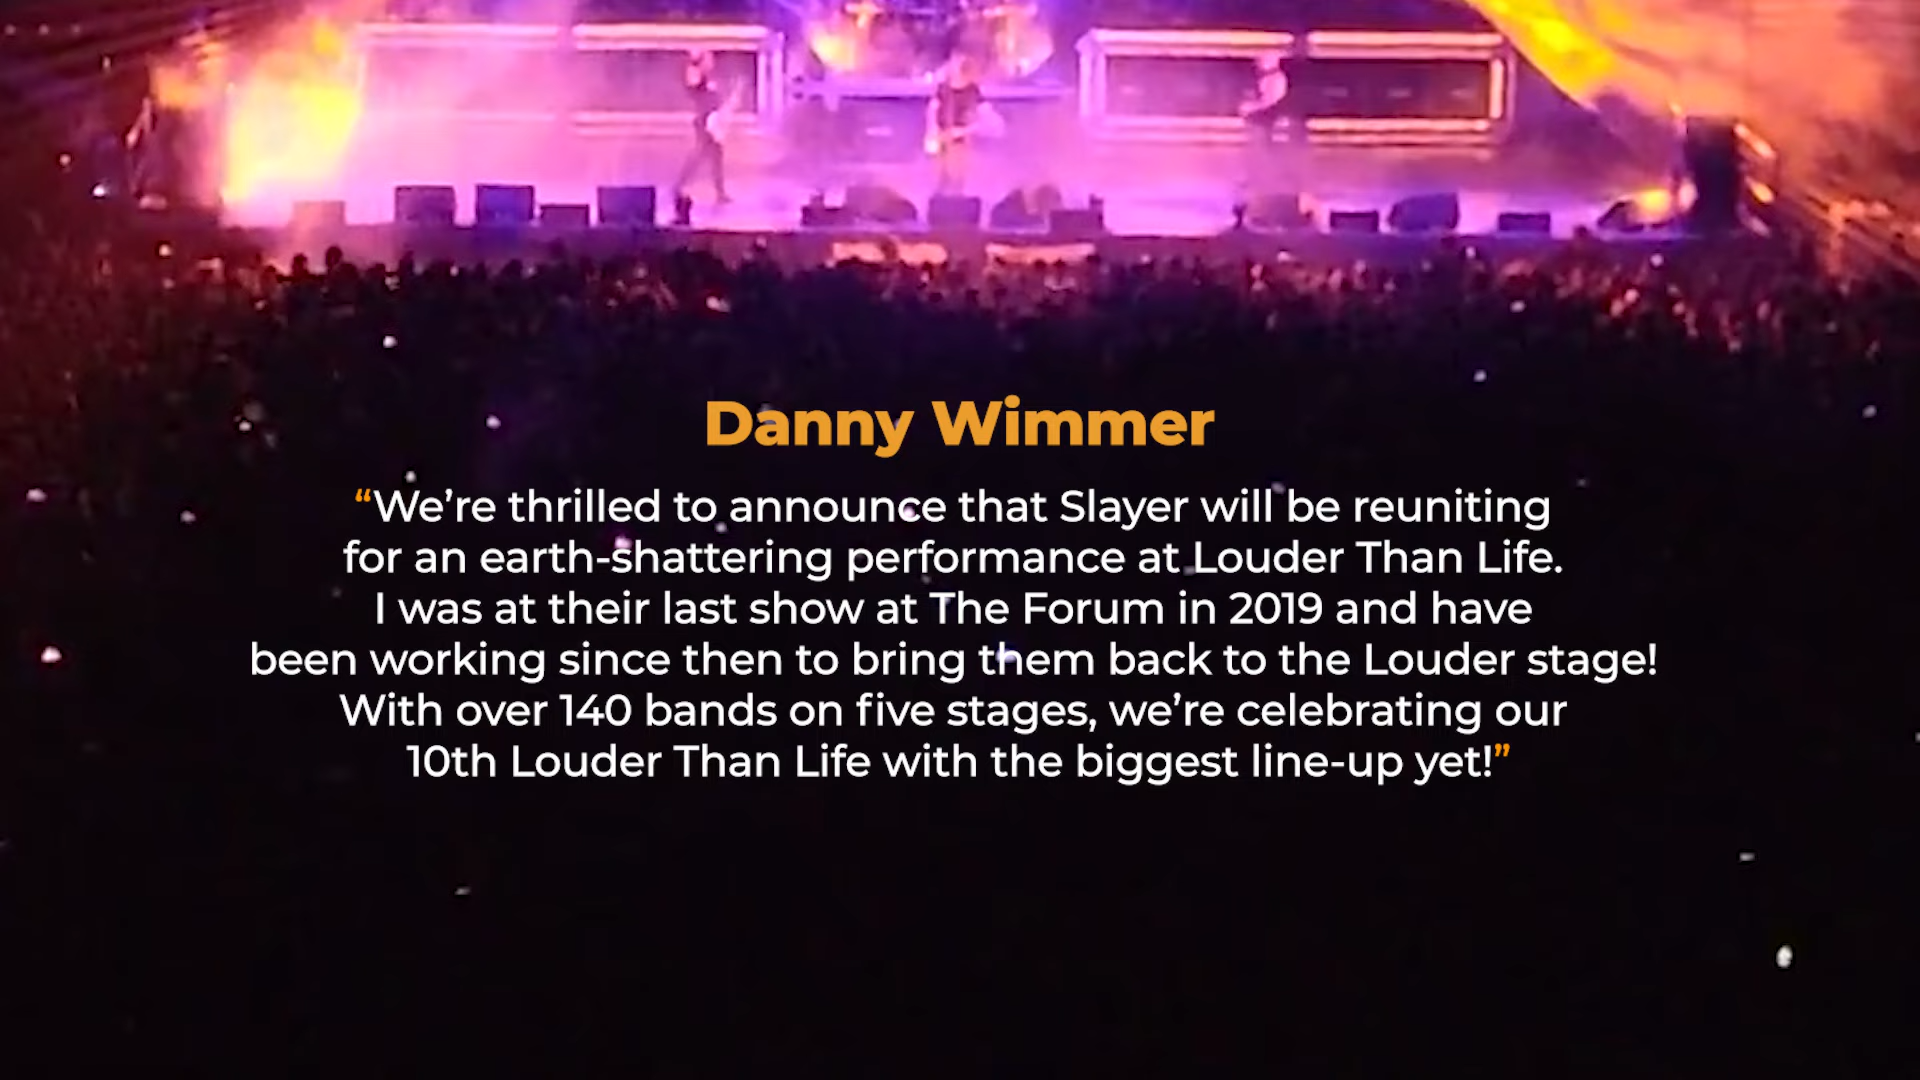 Danny Wimmer
“We’re thrilled to announce that Slayer will be reuniting
for an earth-shattering performance at Louder Than Life.
I was at their last show at The Forum in 2019 and have
been working since then to bring them back to the Louder stage!
With over 140 bands on five stages, we’re celebrating our
10th Louder Than Life with the biggest line-up yet!”